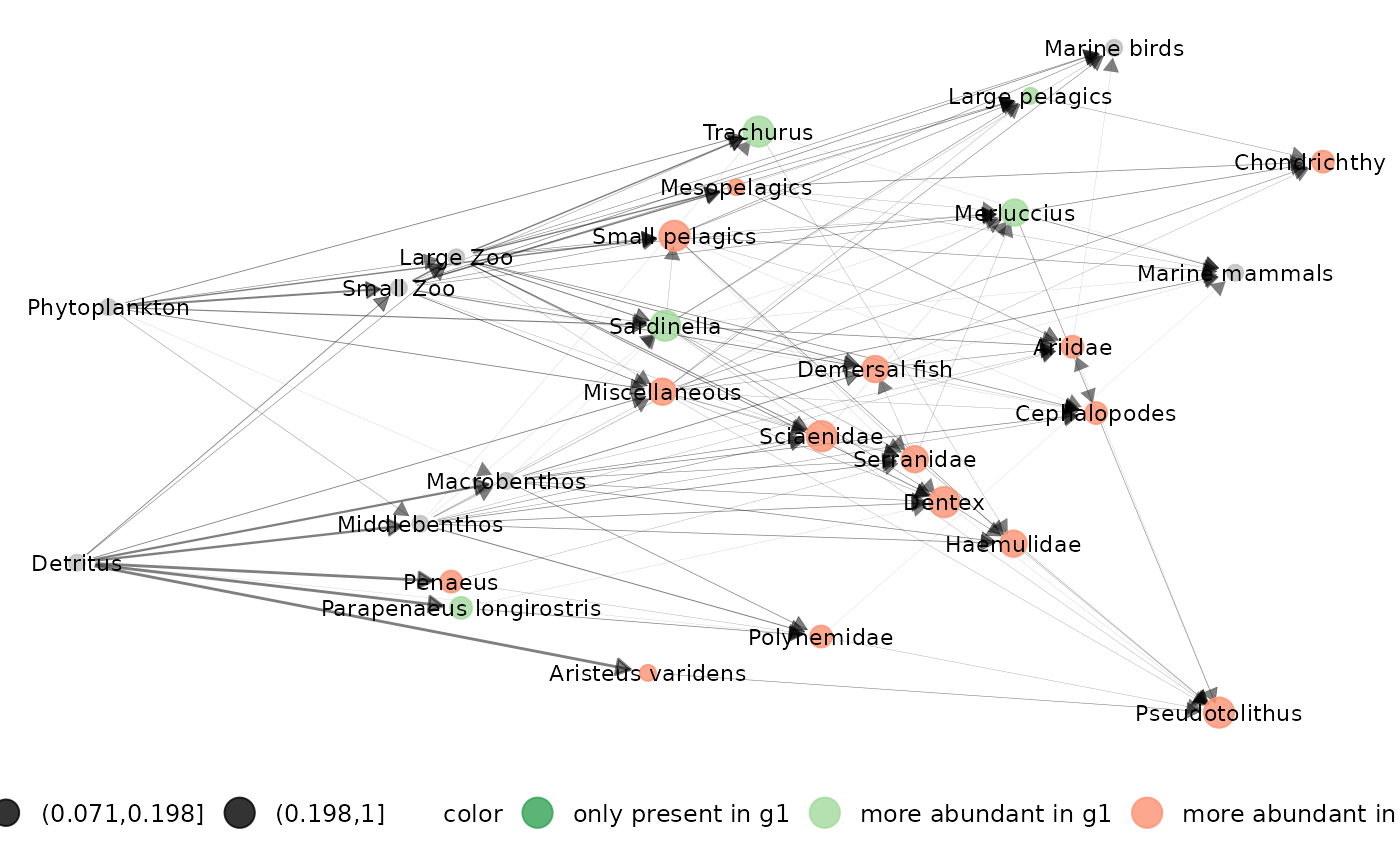 Marine birds
Large pelagics
Trachurus
Chondrichthy
Mesopelagics
Merluccius
Small pelagics
Large Zoo
Marine mammals
Small Zoo
Phytoplankton
Sardinella
Ariidae
Demersal fish
Miscellaneous
Cephalopodes
Sciaenidae
Serranidae
Macrobenthos
Dentex
Middlebenthos
Haemulidae
Detritus
Penaeus
Parapenaeus longirostris
Polynemidae
Aristeus varidens
Pseudotolithus
(0.071,0.198] (0.198,1] color only present in g1 more abundant in g1 more abundant in